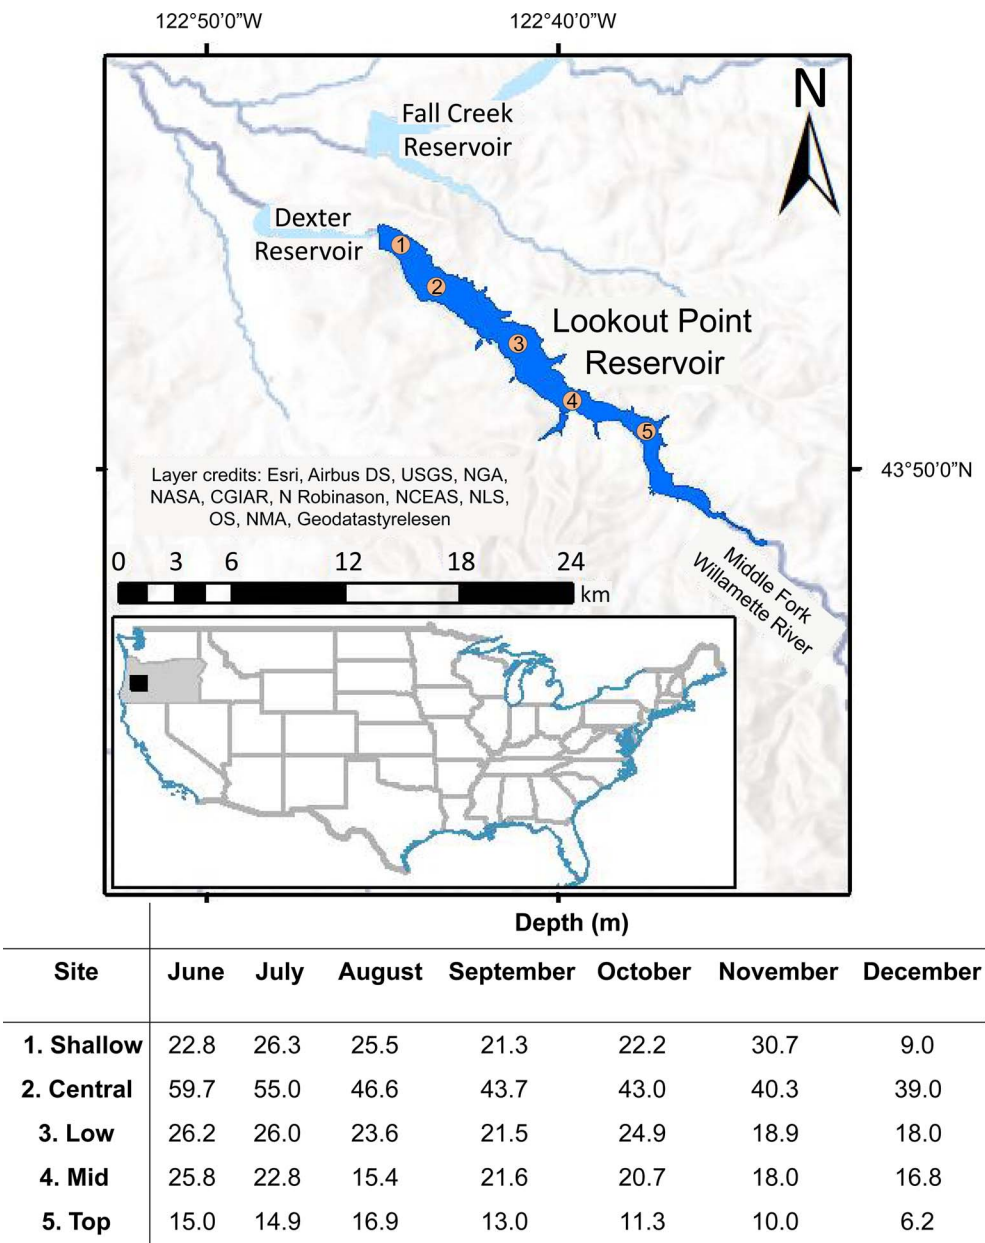 122°50'0”W 122°40'0”W
N
Fall Creek
Reservoir
Dexter
Reservoir
1
2
Lookout Point
Reservoir
3
4
5
43°50'0”N
Layer credits: Esri, Airbus DS, USGS, NGA,
NASA, CGIAR, N Robinason, NCEAS, NLS,
OS, NMA, Geodatastyrelesen
0 3 6 12 18 24
km
Middle Fork
Willamette River
Depth (m)
Site June July August September October November December
1. Shallow 22.8 26.3 25.5 21.3 22.2 30.7 9.0
2. Central 59.7 55.0 46.6 43.7 43.0 40.3 39.0
3. Low 26.2 26.0 23.6 21.5 24.9 18.9 18.0
4. Mid 25.8 22.8 15.4 21.6 20.7 18.0 16.8
5. Top 15.0 14.9 16.9 13.0 11.3 10.0 6.2